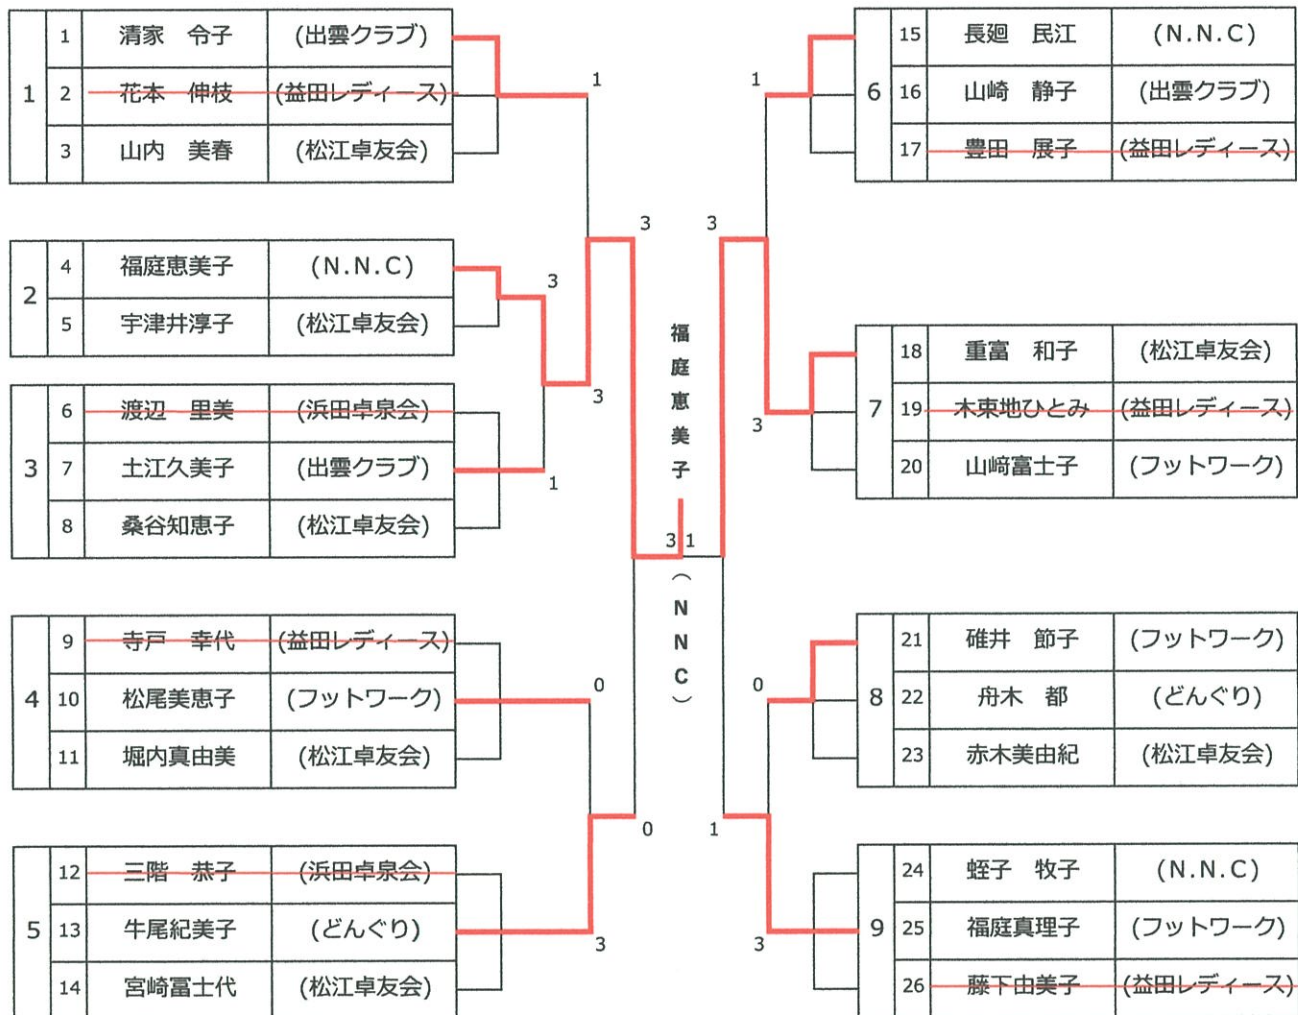 1 1 清家 令子 (出雲クラブ)
2 花本 伸枝 (益田レディース)
3 山内 美春 (松江卓友会)
1
2 4 福庭恵美子 (N.N.C)
5 宇津井淳子 (松江卓友会)
3
3
3 6 渡辺 里美 (浜田卓泉会)
7 土江久美子 (出雲クラブ)
8 桑谷知恵子 (松江卓友会)
3
1
4 9 寺戸 幸代 (益田レディース)
10 松尾美恵子 (フットワーク)
11 堀内真由美 (松江卓友会)
0
5 12 三階 恭子 (浜田卓泉会)
13 牛尾紀美子 (どんぐり)
14 宮崎冨士代 (松江卓友会)
0
3
福庭恵美子
3 1
(NNC)
6 15 長廻 民江 (N.N.C)
16 山崎 静子 (出雲クラブ)
17 豊田 展子 (益田レディース)
1
3
7 18 重富 和子 (松江卓友会)
19 木束地ひとみ (益田レディース)
20 山﨑富士子 (フットワーク)
3
8 21 碓井 節子 (フットワーク)
22 舟木 都 (どんぐり)
23 赤木美由紀 (松江卓友会)
0
1
9 24 蛭子 牧子 (N.N.C)
25 福庭真理子 (フットワーク)
26 藤下由美子 (益田レディース)
3